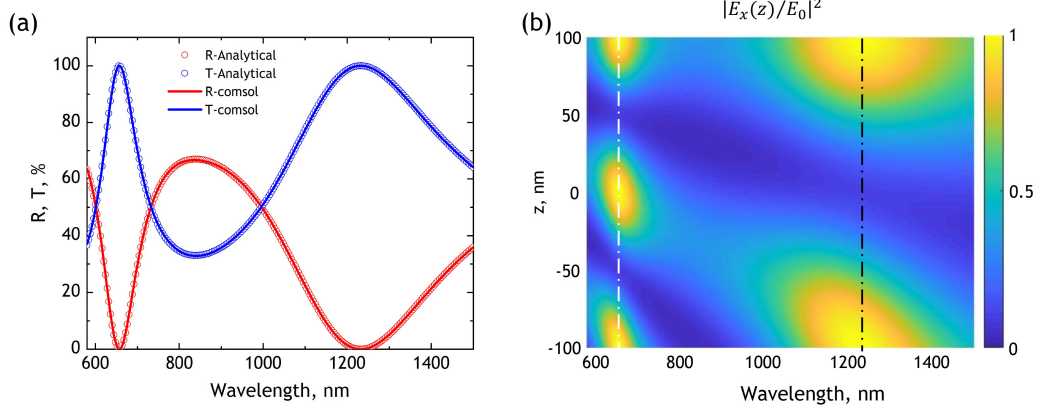 (a)
R-Analytical
T-Analytical
R-comsol
T-comsol
R, T, %
100
80
60
40
20
0
600 800 1000 1200 1400
Wavelength, nm
(b)
|E_x(z)/E_0|^2
z, nm
100
50
0
-50
-100
600 800 1000 1200 1400
Wavelength, nm
1
0.5
0